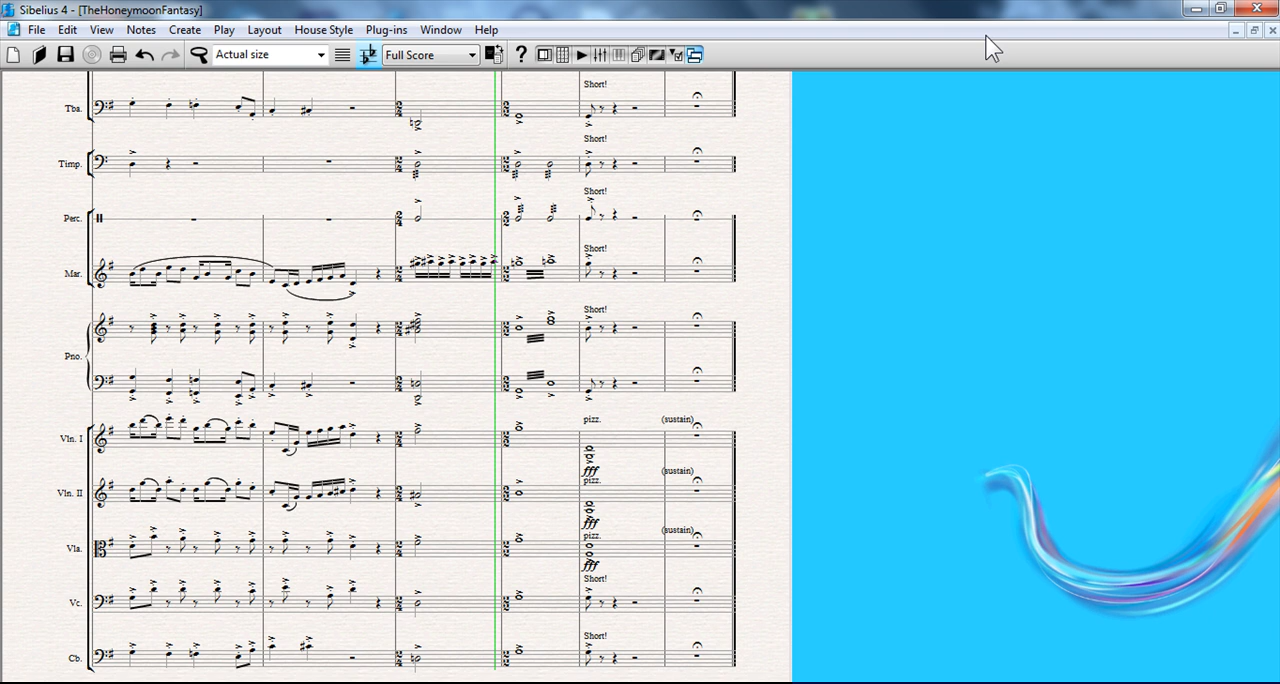 Sibelius 4 - [TheHoneymoonFantasy]
File Edit View Notes Create Play Layout House Style Plug-ins Window Help
Actual size Full Score ?
Short!
Tba.
Short!
Timp.
Short!
Perc.
Short!
Mar.
Short!
Pno.
pizz. (sustain)
Vln. I
fff (sustain)
pizz.
Vln. II
fff (sustain)
pizz.
Vla.
fff
Short!
Vc.
Short!
Cb.